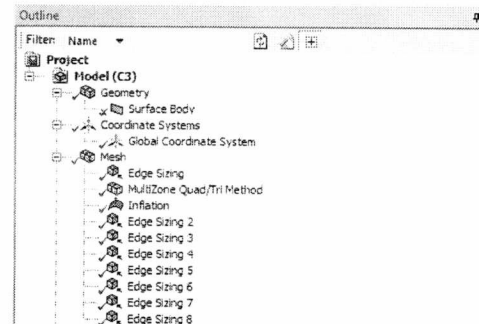 Outline
Filter: Name
Project
Model (C3)
Geometry
Surface Body
Coordinate Systems
Global Coordinate System
Mesh
Edge Sizing
MultiZone Quad/Tri Method
Inflation
Edge Sizing 2
Edge Sizing 3
Edge Sizing 4
Edge Sizing 5
Edge Sizing 6
Edge Sizing 7
Edge Sizing 8